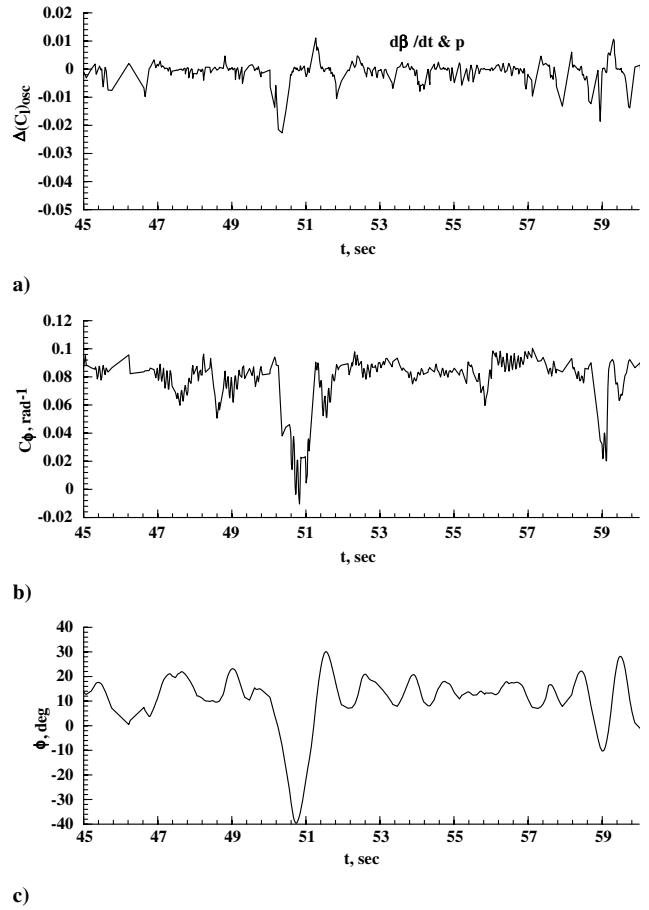 0.02
0.01
0
-0.01
-0.02
-0.03
-0.04
-0.05
Δ(Cl)osc
dβ /dt & p
45 47 49 51 53 55 57 59
t, sec
a)
0.12
0.1
0.08
0.06
0.04
0.02
0
-0.02
Cϕ, rad-1
45 47 49 51 53 55 57 59
t, sec
b)
40
30
20
10
0
-10
-20
-30
-40
ϕ, deg
45 47 49 51 53 55 57 59
t, sec
c)